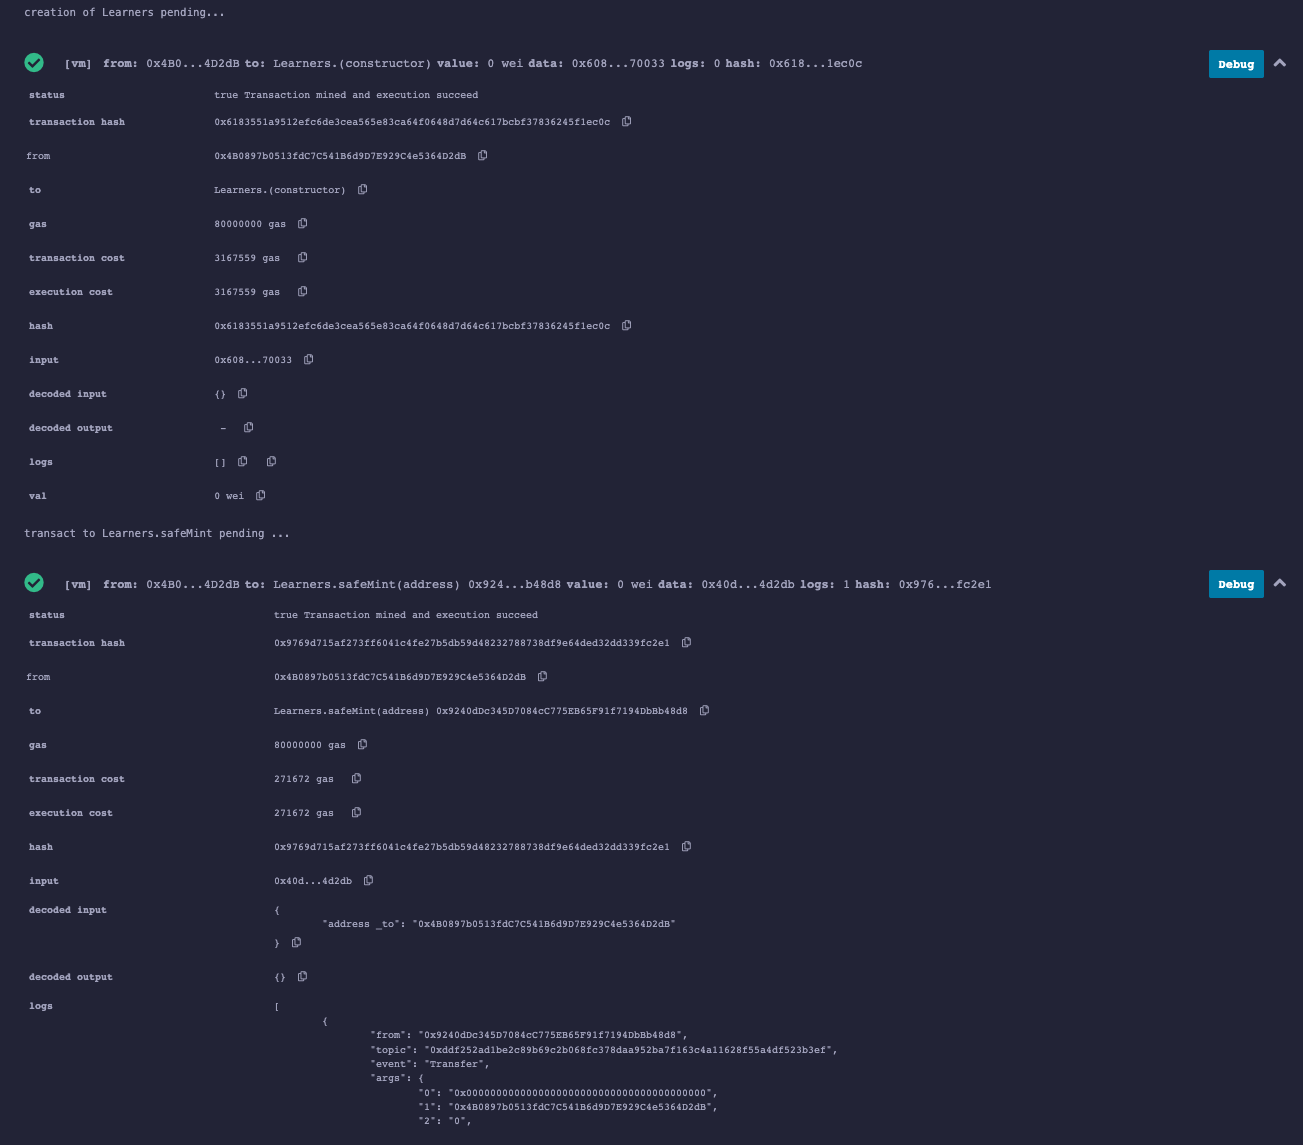 creation of Learners pending...
[vm] from: 0x4B0...4D2dB to: Learners.(constructor) value: 0 wei data: 0x608...70033 logs: 0 hash: 0x618...1ec0c
Debug
status true Transaction mined and execution succeed
transaction hash 0x6183551a9512efc6de3cea565e83ca64f0648d7d64c617bcbf37836245f1ec0c
from 0x4B0897b0513fdC7C541B6d9D7E929C4e5364D2dB
to Learners.(constructor)
gas 80000000 gas
transaction cost 3167559 gas
execution cost 3167559 gas
hash 0x6183551a9512efc6de3cea565e83ca64f0648d7d64c617bcbf37836245f1ec0c
input 0x608...70033
decoded input {}
decoded output -
logs []
val 0 wei
transact to Learners.safeMint pending ...
[vm] from: 0x4B0...4D2dB to: Learners.safeMint(address) 0x924...b48d8 value: 0 wei data: 0x40d...4d2db logs: 1 hash: 0x976...fc2e1
Debug
status true Transaction mined and execution succeed
transaction hash 0x9769d715af273ff6041c4fe27b5db59d48232788738df9e64ded32dd339fc2e1
from 0x4B0897b0513fdC7C541B6d9D7E929C4e5364D2dB
to Learners.safeMint(address) 0x9240dDc345D7084cC775EB65F91f7194DbBb48d8
gas 80000000 gas
transaction cost 271672 gas
execution cost 271672 gas
hash 0x9769d715af273ff6041c4fe27b5db59d48232788738df9e64ded32dd339fc2e1
input 0x40d...4d2db
decoded input {
"address _to": "0x4B0897b0513fdC7C541B6d9D7E929C4e5364D2dB"
}
decoded output {}
logs [
{
"from": "0x9240dDc345D7084cC775EB65F91f7194DbBb48d8",
"topic": "0xddf252ad1be2c89b69c2b068fc378daa952ba7f163c4a11628f55a4df523b3ef",
"event": "Transfer",
"args": {
"0": "0x0000000000000000000000000000000000000000",
"1": "0x4B0897b0513fdC7C541B6d9D7E929C4e5364D2dB",
"2": "0",